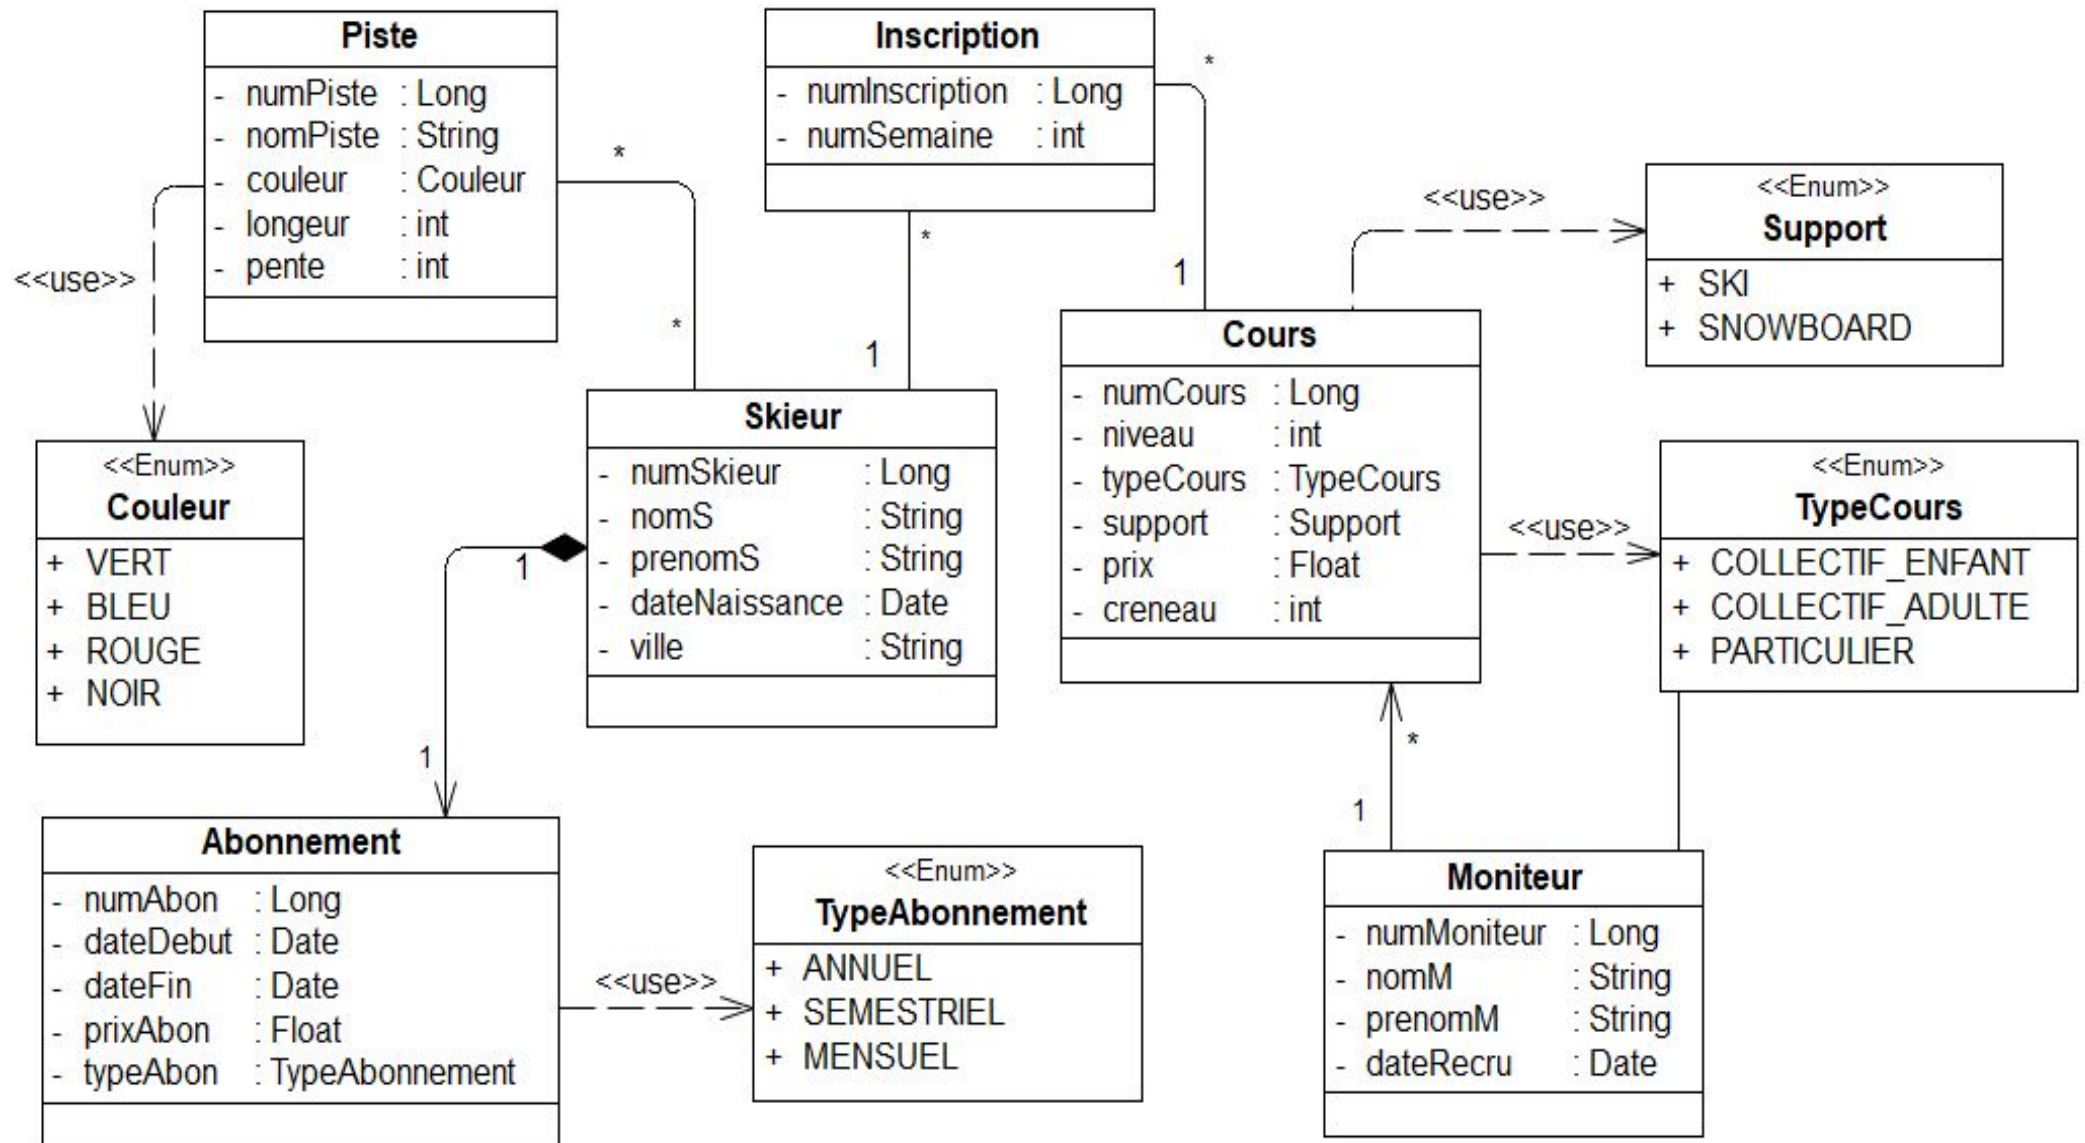 Piste
- numPiste : Long
- nomPiste : String
- couleur : Couleur
- longeur : int
- pente : int
Inscription
- numInscription : Long
- numSemaine : int
*
*
*
*
1
1
<<use>>
<<use>>
<<Enum>>
Support
+ SKI
+ SNOWBOARD
<<Enum>>
Couleur
+ VERT
+ BLEU
+ ROUGE
+ NOIR
Skieur
- numSkieur : Long
- nomS : String
- prenomS : String
- dateNaissance : Date
- ville : String
1
1
Cours
- numCours : Long
- niveau : int
- typeCours : TypeCours
- support : Support
- prix : Float
- creneau : int
<<use>>
<<Enum>>
TypeCours
+ COLLECTIF_ENFANT
+ COLLECTIF_ADULTE
+ PARTICULIER
*
1
Abonnement
- numAbon : Long
- dateDebut : Date
- dateFin : Date
- prixAbon : Float
- typeAbon : TypeAbonnement
<<use>>
<<Enum>>
TypeAbonnement
+ ANNUEL
+ SEMESTRIEL
+ MENSUEL
Moniteur
- numMoniteur : Long
- nomM : String
- prenomM : String
- dateRecru : Date